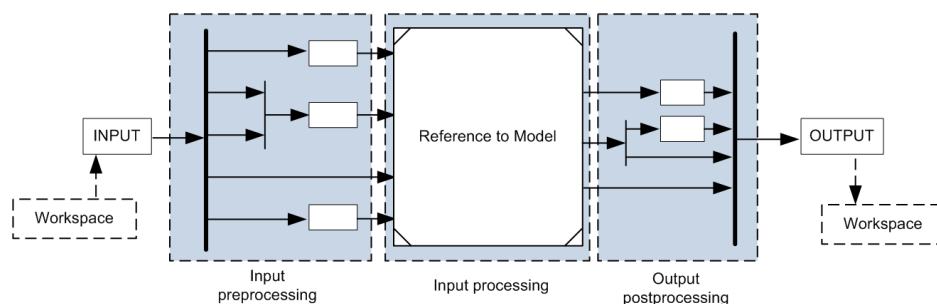 INPUT
Workspace
Reference to Model
OUTPUT
Workspace
Input
preprocessing
Input processing
Output
postprocessing